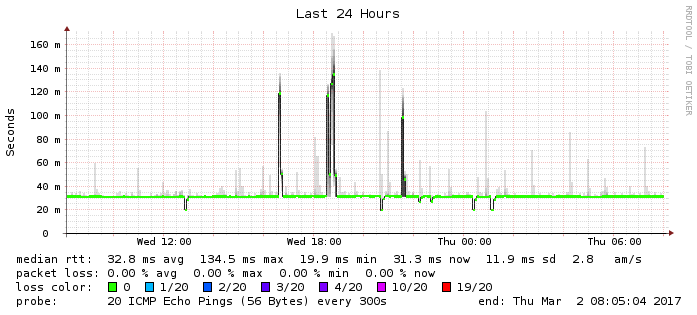 Last 24 Hours
RRDTOOL / TOBI OETIKER
Seconds
160 m
140 m
120 m
100 m
80 m
60 m
40 m
20 m
0
Wed 12:00 Wed 18:00 Thu 00:00 Thu 06:00
median rtt: 32.8 ms avg 134.5 ms max 19.9 ms min 31.3 ms now 11.9 ms sd 2.8 am/s
packet loss: 0.00 % avg 0.00 % max 0.00 % min 0.00 % now
loss color: 0 1/20 2/20 3/20 4/20 10/20 19/20
probe: 20 ICMP Echo Pings (56 Bytes) every 300s end: Thu Mar 2 08:05:04 2017